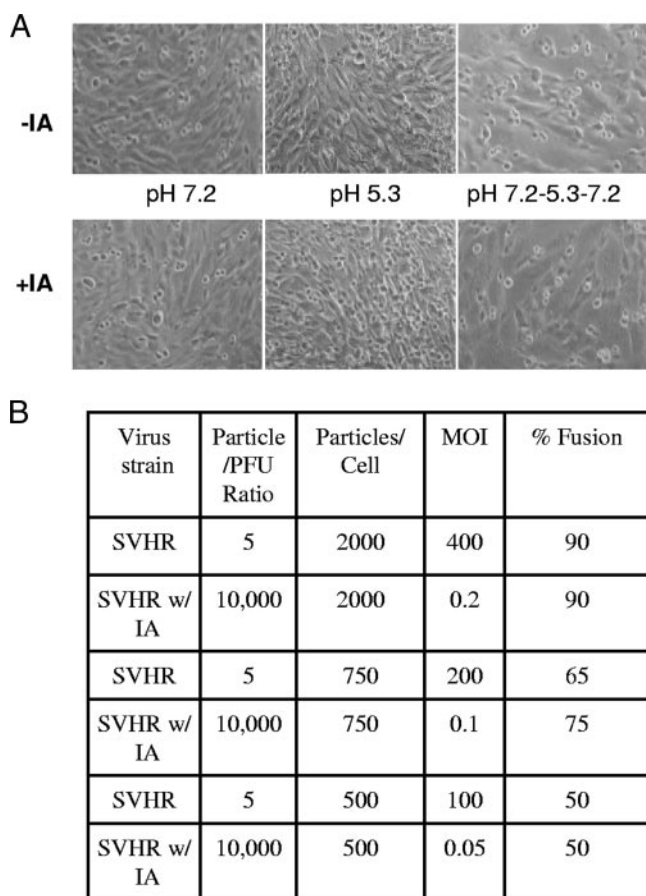 A
-IA
pH 7.2 pH 5.3 pH 7.2-5.3-7.2
+IA
B
Virus strain Particle /PFU Ratio Particles/ Cell MOI % Fusion
SVHR 5 2000 400 90
SVHR w/ IA 10,000 2000 0.2 90
SVHR 5 750 200 65
SVHR w/ IA 10,000 750 0.1 75
SVHR 5 500 100 50
SVHR w/ IA 10,000 500 0.05 50